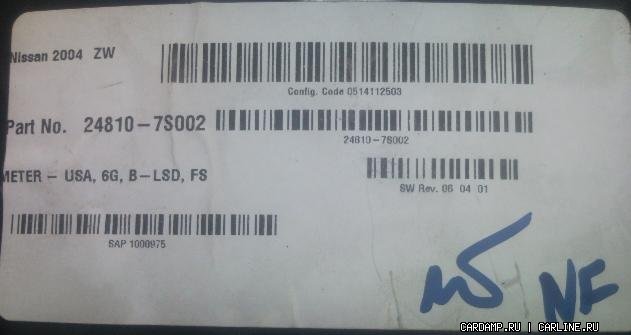 Nissan 2004 ZW
Config. Code 0514112503
Part No. 24810-7S002
24810-7S002
METER - USA, 6G, B-LSD, FS
SW Rev. 06 04 01
SAP 1000975
NF
CARDAMP.RU | CARLINE.RU